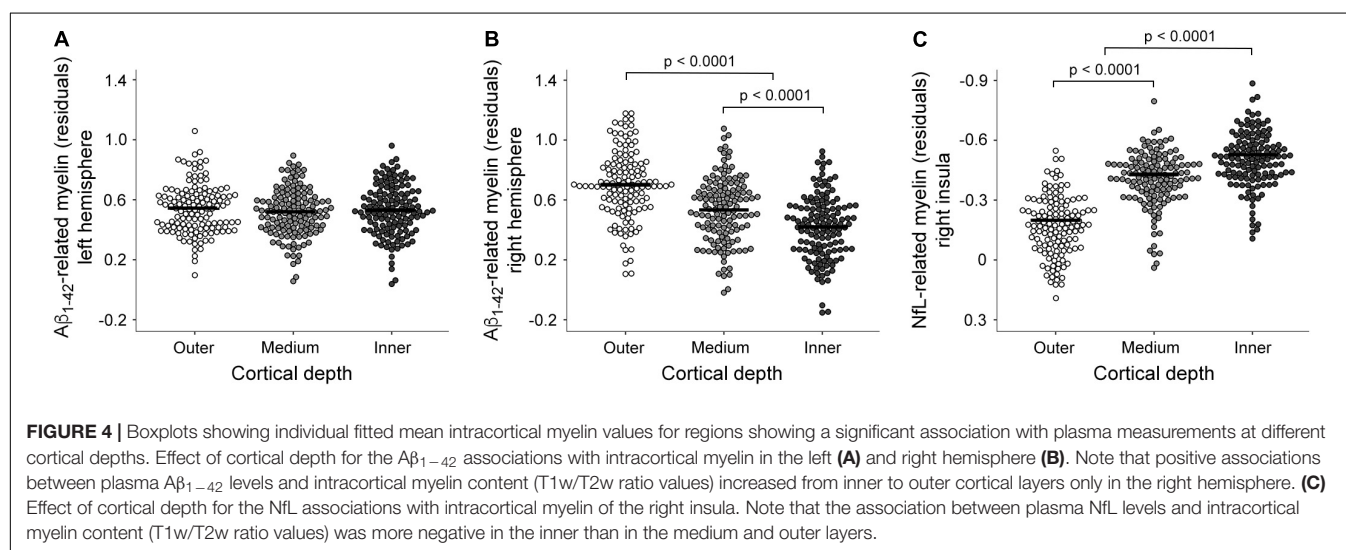 A
Aβ1-42-related myelin (residuals)
left hemisphere
1.4
1.0
0.6
0.2
-0.2
Outer Medium Inner
Cortical depth
B
p < 0.0001
p < 0.0001
Aβ1-42-related myelin (residuals)
right hemisphere
1.4
1.0
0.6
0.2
-0.2
Outer Medium Inner
Cortical depth
C
p < 0.0001
p < 0.0001
NfL-related myelin (residuals)
right insula
-0.9
-0.6
-0.3
0
0.3
Outer Medium Inner
Cortical depth
FIGURE 4 | Boxplots showing individual fitted mean intracortical myelin values for regions showing a significant association with plasma measurements at different
cortical depths. Effect of cortical depth for the Aβ1−42 associations with intracortical myelin in the left (A) and right hemisphere (B). Note that positive associations
between plasma Aβ1−42 levels and intracortical myelin content (T1w/T2w ratio values) increased from inner to outer cortical layers only in the right hemisphere. (C)
Effect of cortical depth for the NfL associations with intracortical myelin of the right insula. Note that the association between plasma NfL levels and intracortical
myelin content (T1w/T2w ratio values) was more negative in the inner than in the medium and outer layers.